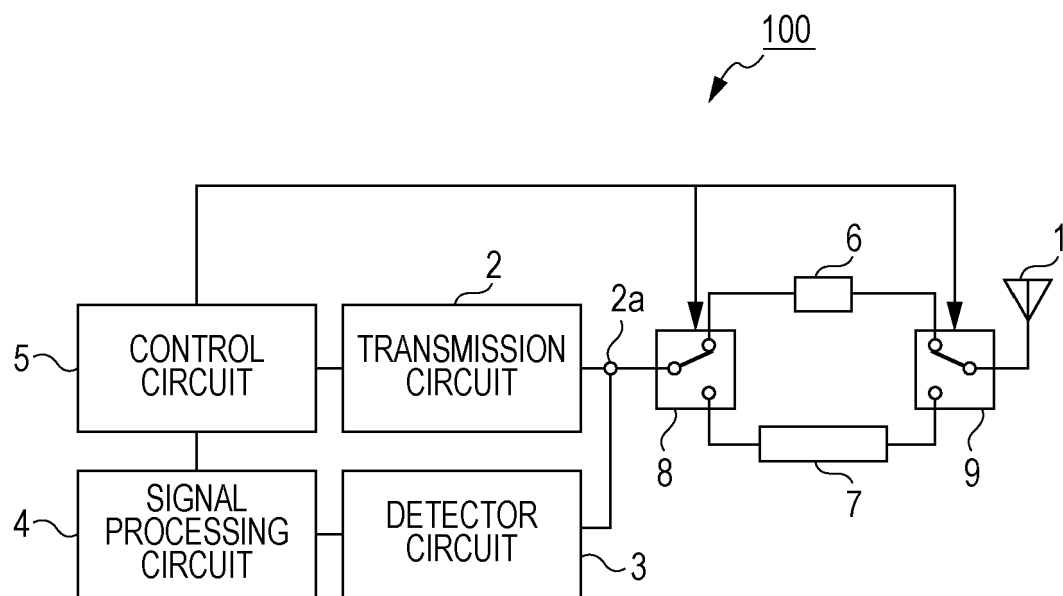 100
1
6
2
2a
5
CONTROL
CIRCUIT
TRANSMISSION
CIRCUIT
8
9
7
4
SIGNAL
PROCESSING
CIRCUIT
DETECTOR
CIRCUIT
3